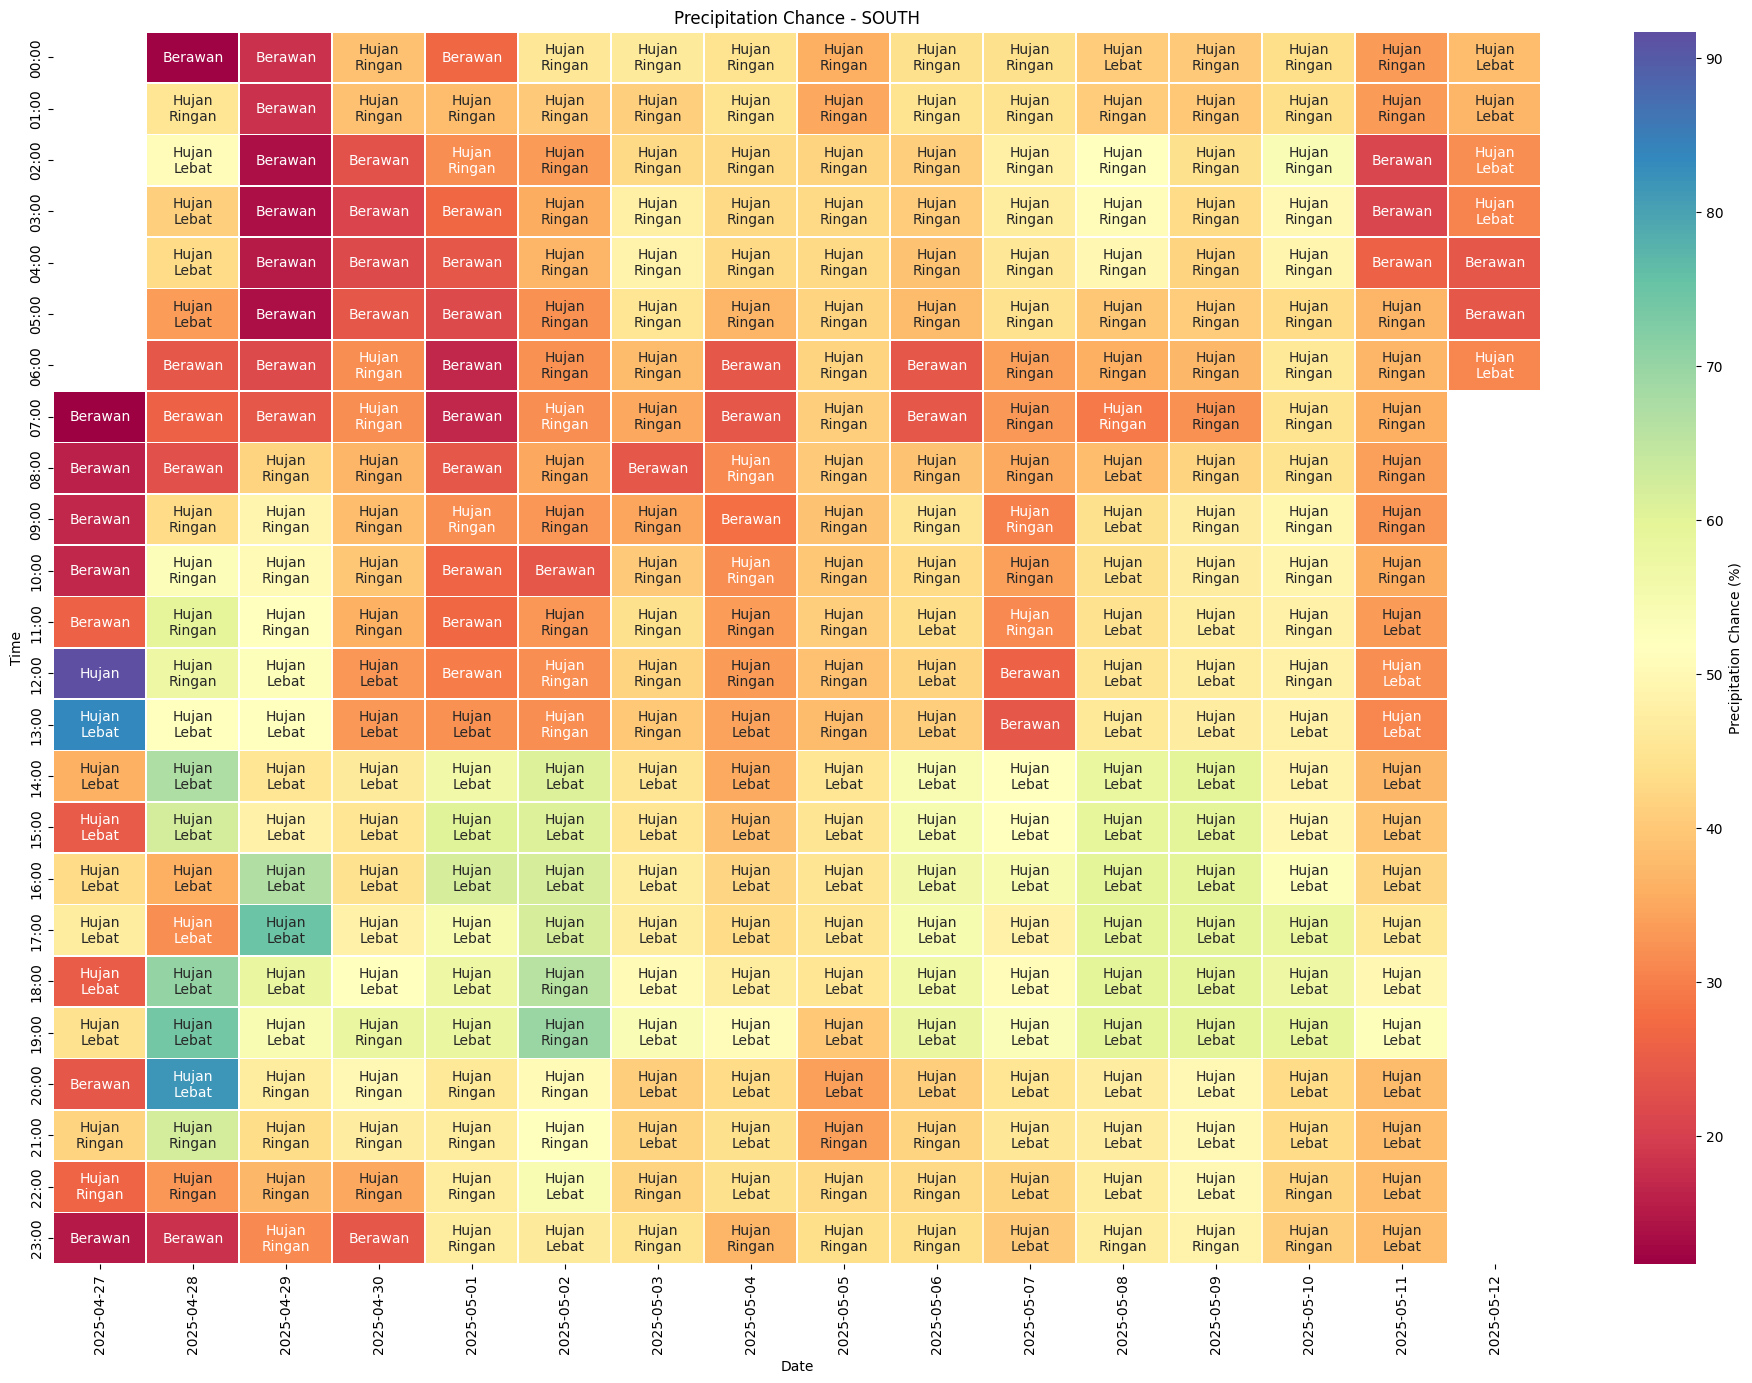 Precipitation Chance - SOUTH
00:00 Berawan Berawan Hujan Ringan Berawan Hujan Ringan Hujan Ringan Hujan Ringan Hujan Ringan Hujan Ringan Hujan Ringan Hujan Lebat Hujan Ringan Hujan Ringan Hujan Ringan Hujan Lebat
01:00 Hujan Ringan Berawan Hujan Ringan Hujan Ringan Hujan Ringan Hujan Ringan Hujan Ringan Hujan Ringan Hujan Ringan Hujan Ringan Hujan Ringan Hujan Ringan Hujan Ringan Hujan Ringan Hujan Lebat
02:00 Hujan Lebat Berawan Berawan Hujan Ringan Hujan Ringan Hujan Ringan Hujan Ringan Hujan Ringan Hujan Ringan Hujan Ringan Hujan Ringan Hujan Ringan Hujan Ringan Berawan Hujan Lebat
03:00 Hujan Lebat Berawan Berawan Berawan Hujan Ringan Hujan Ringan Hujan Ringan Hujan Ringan Hujan Ringan Hujan Ringan Hujan Ringan Hujan Ringan Hujan Ringan Berawan Hujan Lebat
04:00 Hujan Lebat Berawan Berawan Berawan Hujan Ringan Hujan Ringan Hujan Ringan Hujan Ringan Hujan Ringan Hujan Ringan Hujan Ringan Hujan Ringan Hujan Ringan Berawan Berawan
05:00 Hujan Lebat Berawan Berawan Berawan Hujan Ringan Hujan Ringan Hujan Ringan Hujan Ringan Hujan Ringan Hujan Ringan Hujan Ringan Hujan Ringan Hujan Ringan Hujan Ringan Berawan
06:00 Berawan Berawan Hujan Ringan Berawan Hujan Ringan Hujan Ringan Berawan Hujan Ringan Berawan Hujan Ringan Hujan Ringan Hujan Ringan Hujan Ringan Hujan Ringan Hujan Lebat
07:00 Berawan Berawan Berawan Hujan Ringan Berawan Hujan Ringan Hujan Ringan Berawan Hujan Ringan Berawan Hujan Ringan Hujan Ringan Hujan Ringan Hujan Ringan Hujan Ringan
08:00 Berawan Berawan Hujan Ringan Hujan Ringan Berawan Hujan Ringan Berawan Hujan Ringan Hujan Ringan Hujan Ringan Hujan Ringan Hujan Lebat Hujan Ringan Hujan Ringan Hujan Ringan
09:00 Berawan Hujan Ringan Hujan Ringan Hujan Ringan Hujan Ringan Hujan Ringan Hujan Ringan Berawan Hujan Ringan Hujan Ringan Hujan Ringan Hujan Lebat Hujan Ringan Hujan Ringan Hujan Ringan
10:00 Berawan Hujan Ringan Hujan Ringan Hujan Ringan Berawan Berawan Hujan Ringan Hujan Ringan Hujan Ringan Hujan Ringan Hujan Ringan Hujan Lebat Hujan Ringan Hujan Ringan Hujan Ringan
11:00 Berawan Hujan Ringan Hujan Ringan Hujan Ringan Berawan Hujan Ringan Hujan Ringan Hujan Ringan Hujan Ringan Hujan Lebat Hujan Ringan Hujan Lebat Hujan Lebat Hujan Ringan Hujan Lebat
12:00 Hujan Hujan Ringan Hujan Lebat Hujan Lebat Berawan Hujan Ringan Hujan Ringan Hujan Ringan Hujan Ringan Hujan Lebat Berawan Hujan Lebat Hujan Lebat Hujan Ringan Hujan Lebat
13:00 Hujan Lebat Hujan Lebat Hujan Lebat Hujan Lebat Hujan Lebat Hujan Ringan Hujan Ringan Hujan Lebat Hujan Ringan Hujan Lebat Berawan Hujan Lebat Hujan Lebat Hujan Lebat Hujan Lebat
14:00 Hujan Lebat Hujan Lebat Hujan Lebat Hujan Lebat Hujan Lebat Hujan Lebat Hujan Lebat Hujan Lebat Hujan Lebat Hujan Lebat Hujan Lebat Hujan Lebat Hujan Lebat Hujan Lebat Hujan Lebat
15:00 Hujan Lebat Hujan Lebat Hujan Lebat Hujan Lebat Hujan Lebat Hujan Lebat Hujan Lebat Hujan Lebat Hujan Lebat Hujan Lebat Hujan Lebat Hujan Lebat Hujan Lebat Hujan Lebat Hujan Lebat
16:00 Hujan Lebat Hujan Lebat Hujan Lebat Hujan Lebat Hujan Lebat Hujan Lebat Hujan Lebat Hujan Lebat Hujan Lebat Hujan Lebat Hujan Lebat Hujan Lebat Hujan Lebat Hujan Lebat Hujan Lebat
17:00 Hujan Lebat Hujan Lebat Hujan Lebat Hujan Lebat Hujan Lebat Hujan Lebat Hujan Lebat Hujan Lebat Hujan Lebat Hujan Lebat Hujan Lebat Hujan Lebat Hujan Lebat Hujan Lebat Hujan Lebat
18:00 Hujan Lebat Hujan Lebat Hujan Lebat Hujan Lebat Hujan Lebat Hujan Ringan Hujan Lebat Hujan Lebat Hujan Lebat Hujan Lebat Hujan Lebat Hujan Lebat Hujan Lebat Hujan Lebat Hujan Lebat
19:00 Hujan Lebat Hujan Lebat Hujan Lebat Hujan Ringan Hujan Lebat Hujan Ringan Hujan Lebat Hujan Lebat Hujan Lebat Hujan Lebat Hujan Lebat Hujan Lebat Hujan Lebat Hujan Lebat Hujan Lebat
20:00 Berawan Hujan Lebat Hujan Ringan Hujan Ringan Hujan Ringan Hujan Ringan Hujan Lebat Hujan Lebat Hujan Lebat Hujan Lebat Hujan Lebat Hujan Lebat Hujan Lebat Hujan Lebat Hujan Lebat
21:00 Hujan Ringan Hujan Ringan Hujan Ringan Hujan Ringan Hujan Ringan Hujan Ringan Hujan Lebat Hujan Lebat Hujan Ringan Hujan Ringan Hujan Lebat Hujan Lebat Hujan Lebat Hujan Lebat Hujan Lebat
22:00 Hujan Ringan Hujan Ringan Hujan Ringan Hujan Ringan Hujan Ringan Hujan Lebat Hujan Ringan Hujan Lebat Hujan Ringan Hujan Ringan Hujan Lebat Hujan Lebat Hujan Lebat Hujan Ringan Hujan Lebat
23:00 Berawan Berawan Hujan Ringan Berawan Hujan Ringan Hujan Lebat Hujan Ringan Hujan Ringan Hujan Ringan Hujan Ringan Hujan Lebat Hujan Ringan Hujan Ringan Hujan Ringan Hujan Lebat
Time
2025-04-27 2025-04-28 2025-04-29 2025-04-30 2025-05-01 2025-05-02 2025-05-03 2025-05-04 2025-05-05 2025-05-06 2025-05-07 2025-05-08 2025-05-09 2025-05-10 2025-05-11 2025-05-12
Date
90
80
70
60
50
40
30
20
Precipitation Chance (%)